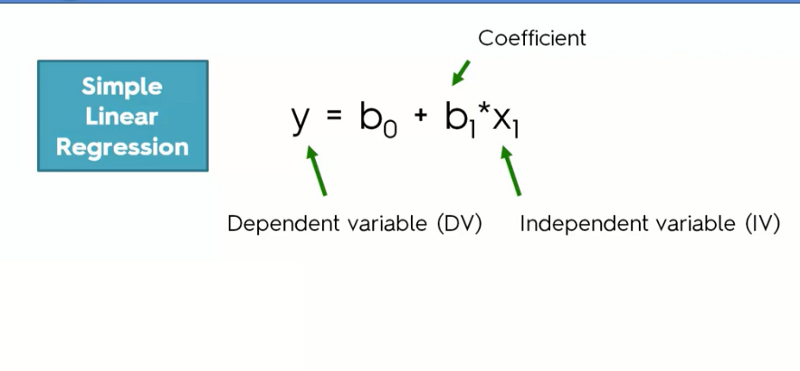 Coefficient
Simple
Linear
Regression
y = b₀ + b₁*x₁
Dependent variable (DV)
Independent variable (IV)